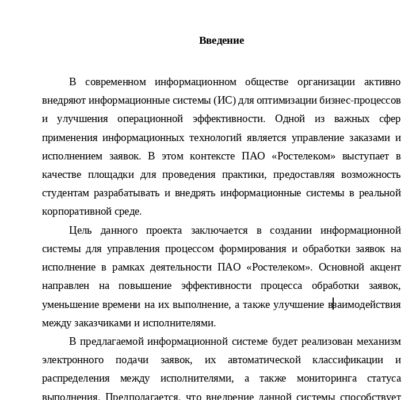 Введение
В современном информационном обществе организации активно
внедряют информационные системы (ИС) для оптимизации бизнес-процессов
и улучшения операционной эффективности. Одной из важных сфер
применения информационных технологий является управление заказами и
исполнением заявок. В этом контексте ПАО «Ростелеком» выступает в
качестве площадки для проведения практики, предоставляя возможность
студентам разрабатывать и внедрять информационные системы в реальной
корпоративной среде.
Цель данного проекта заключается в создании информационной
системы для управления процессом формирования и обработки заявок на
исполнение в рамках деятельности ПАО «Ростелеком». Основной акцент
направлен на повышение эффективности процесса обработки заявок,
уменьшение времени на их выполнение, а также улучшение взаимодействия
между заказчиками и исполнителями.
В предлагаемой информационной системе будет реализован механизм
электронного подачи заявок, их автоматической классификации и
распределения между исполнителями, а также мониторинга статуса
выполнения. Предполагается, что внедрение данной системы способствует